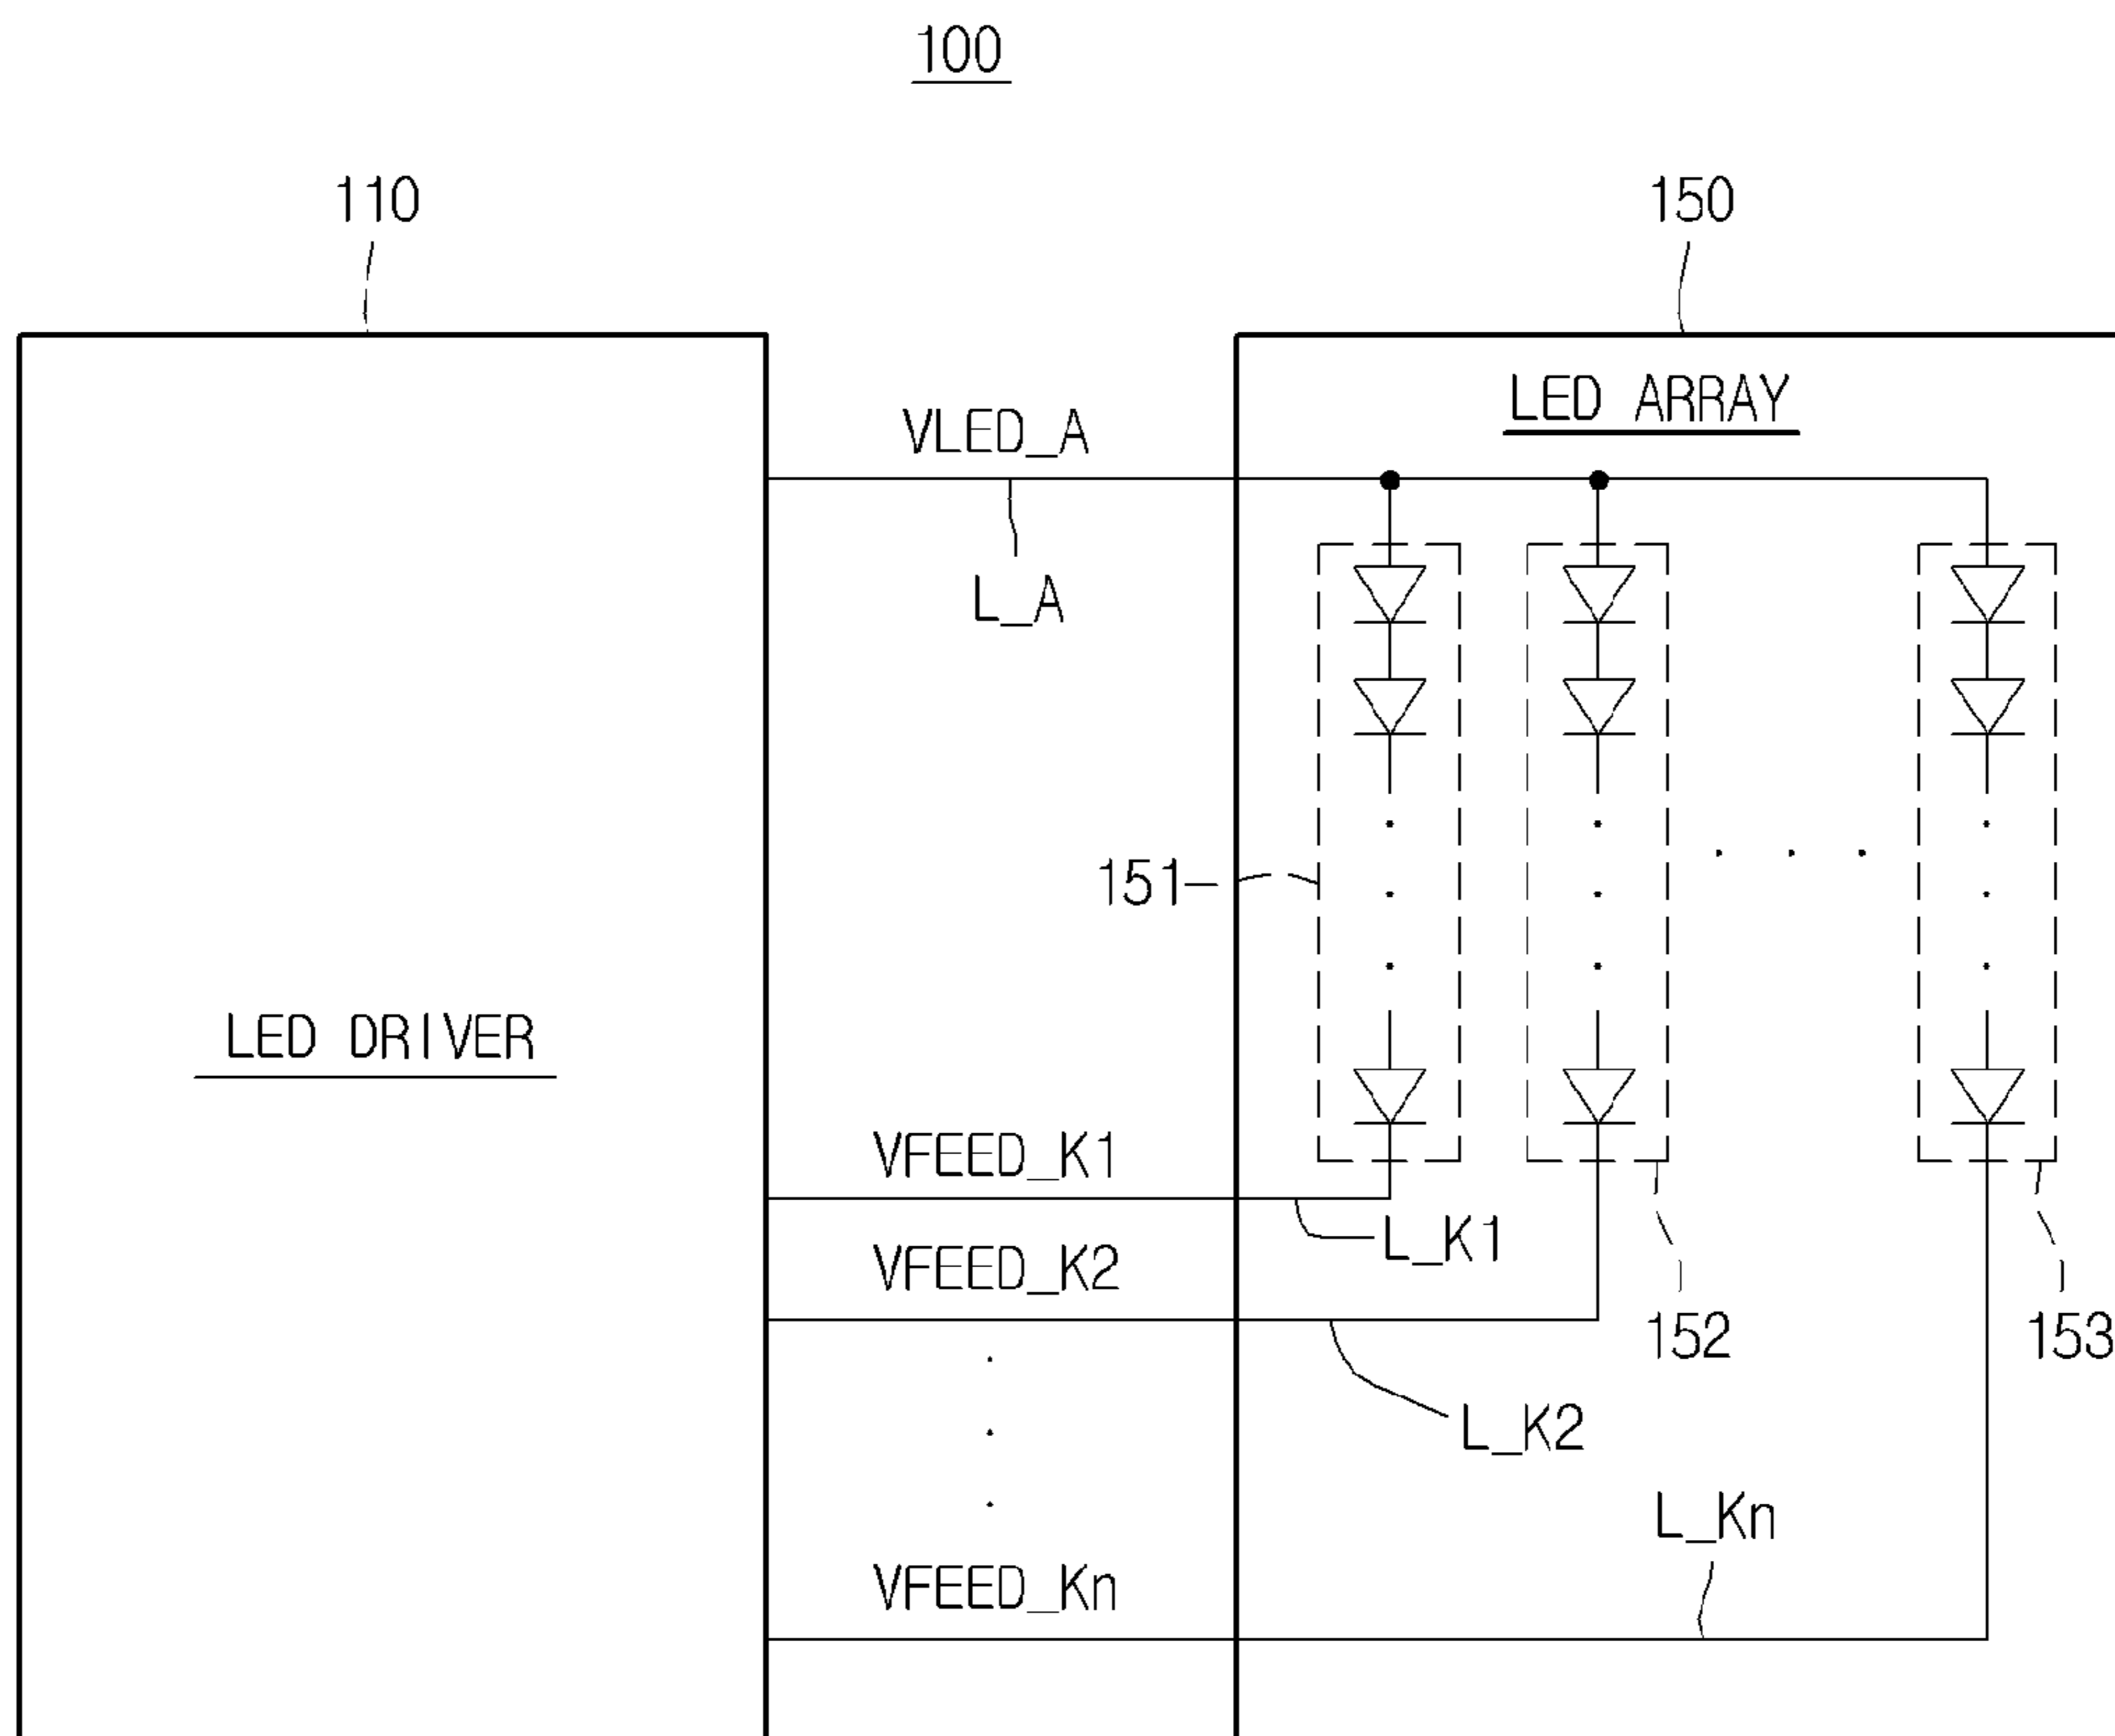 100
110
150
LED ARRAY
VLED_A
L_A
151
LED DRIVER
VFEED_K1
L_K1
VFEED_K2
152
153
L_K2
L_Kn
VFEED_Kn